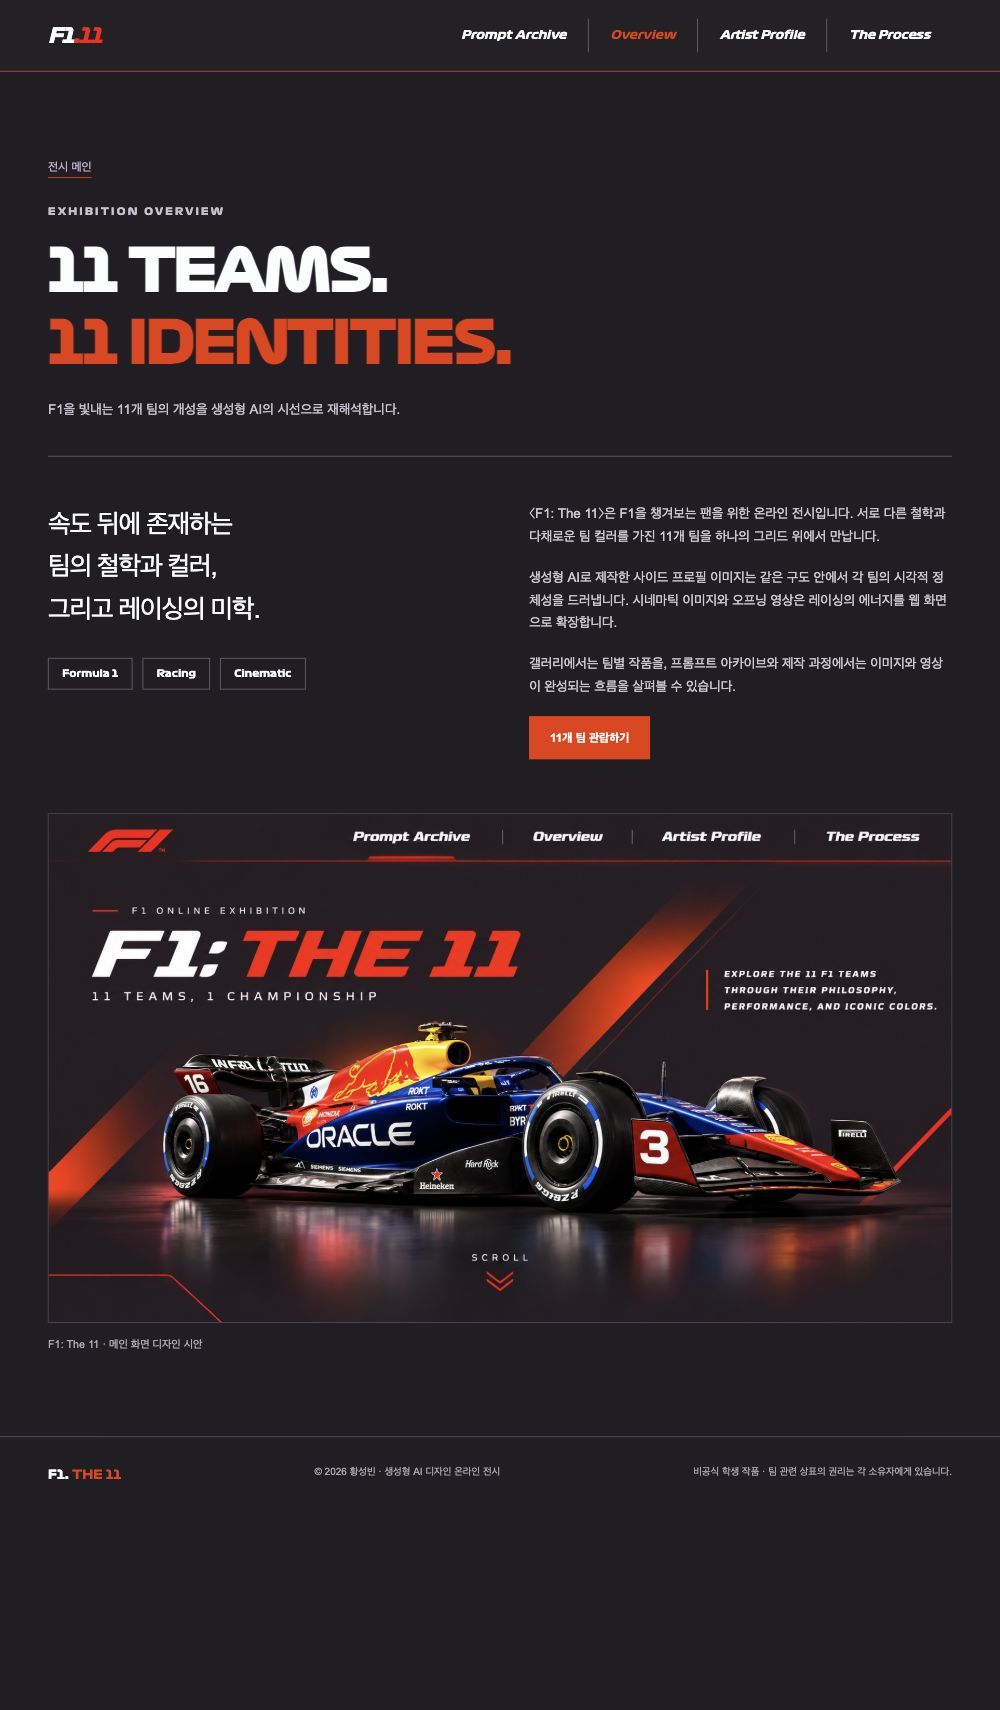 F1.11
Prompt Archive
Overview
Artist Profile
The Process
전시 메인
EXHIBITION OVERVIEW
11 TEAMS.
11 IDENTITIES.
F1을 빛내는 11개 팀의 개성을 생성형 AI의 시선으로 재해석합니다.
속도 뒤에 존재하는
팀의 철학과 컬러,
그리고 레이싱의 미학.
Formula 1
Racing
Cinematic
〈F1: The 11〉은 F1을 챙겨보는 팬을 위한 온라인 전시입니다. 서로 다른 철학과
다채로운 팀 컬러를 가진 11개 팀을 하나의 그리드 위에서 만납니다.
생성형 AI로 제작한 사이드 프로필 이미지는 같은 구도 안에서 각 팀의 시각적 정
체성을 드러냅니다. 시네마틱 이미지와 오프닝 영상은 레이싱의 에너지를 웹 화면
으로 확장합니다.
갤러리에서는 팀별 작품을, 프롬프트 아카이브와 제작 과정에서는 이미지와 영상
이 완성되는 흐름을 살펴볼 수 있습니다.
11개 팀 관람하기
F1
TM
Prompt Archive
Overview
Artist Profile
The Process
F1 ONLINE EXHIBITION
F1: THE 11
11 TEAMS, 1 CHAMPIONSHIP
EXPLORE THE 11 F1 TEAMS
THROUGH THEIR PHILOSOPHY,
PERFORMANCE, AND ICONIC COLORS.
16
ROKT
ROKT
HONDA
ORACLE
SIEMENS
SIEMENS
Heineken
Hard Rock
PIRELLI
3
PIRELLI
SCROLL
F1: The 11 · 메인 화면 디자인 시안
F1. THE 11
© 2026 황성빈 · 생성형 AI 디자인 온라인 전시
비공식 학생 작품 · 팀 관련 상표의 권리는 각 소유자에게 있습니다.